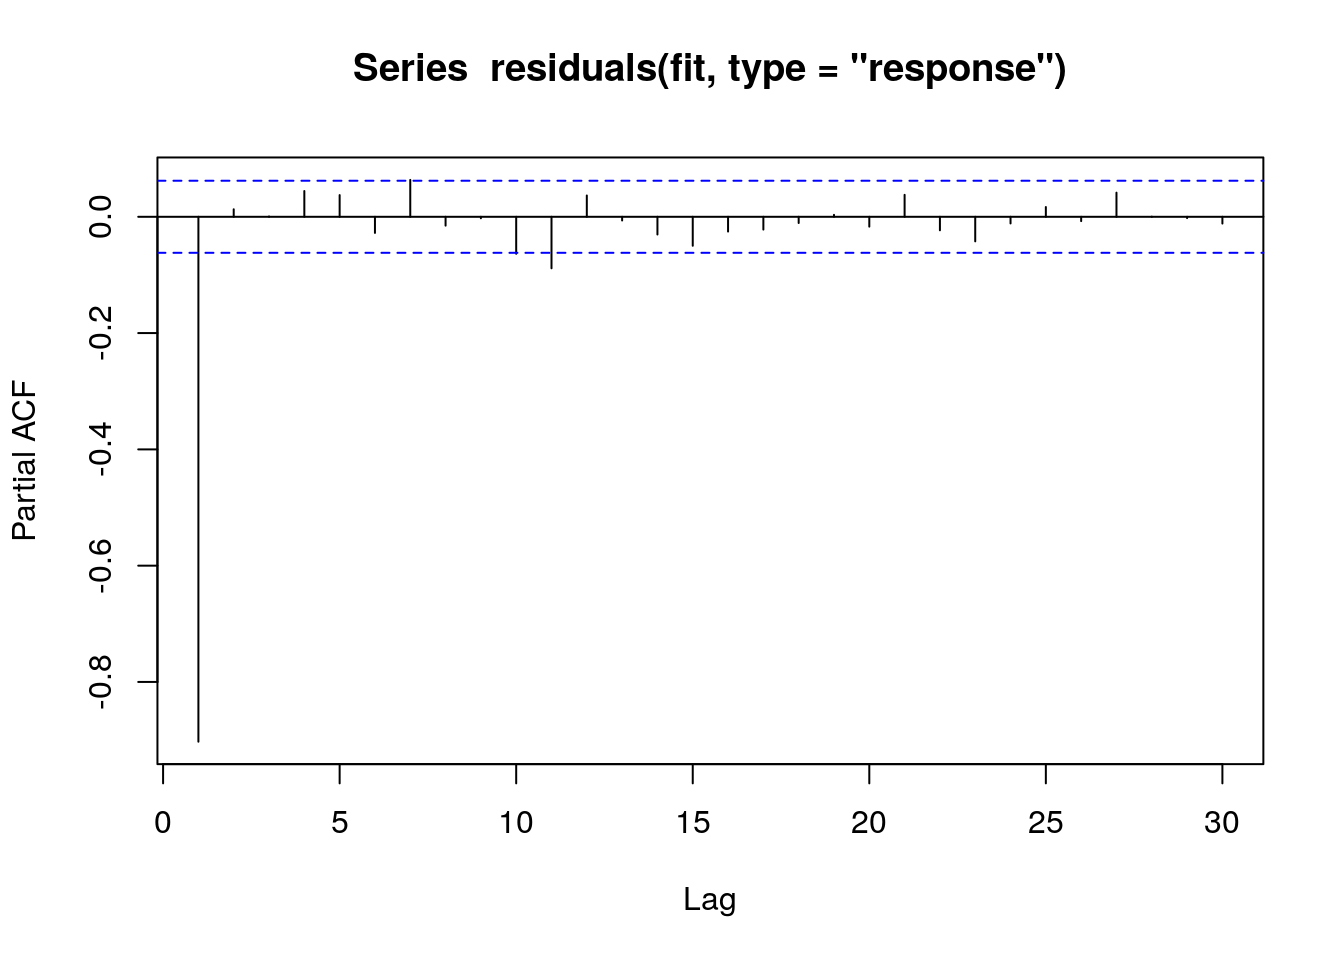 Series  residuals(fit, type = "response")
Partial ACF
0.0
-0.2
-0.4
-0.6
-0.8
0 5 10 15 20 25 30
Lag